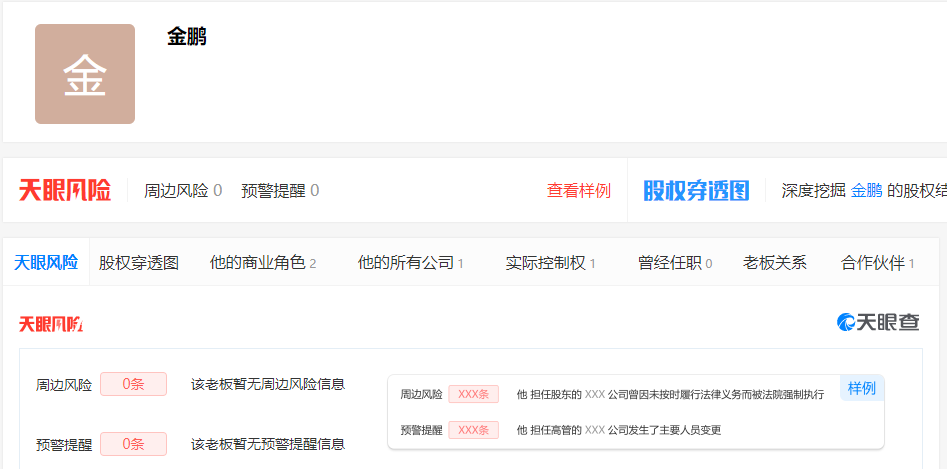 金
金鹏
天眼风险 周边风险 0 预警提醒 0 查看样例 股权穿透图 深度挖掘 金鹏 的股权结
天眼风险 股权穿透图 他的商业角色 2 他的所有公司 1 实际控制权 1 曾经任职 0 老板关系 合作伙伴 1
天眼风险 天眼查
周边风险 0条 该老板暂无周边风险信息
预警提醒 0条 该老板暂无预警提醒信息
样例
周边风险 XXX条 他 担任股东的 XXX 公司曾因未按时履行法律义务而被法院强制执行
预警提醒 XXX条 他 担任高管的 XXX 公司发生了主要人员变更